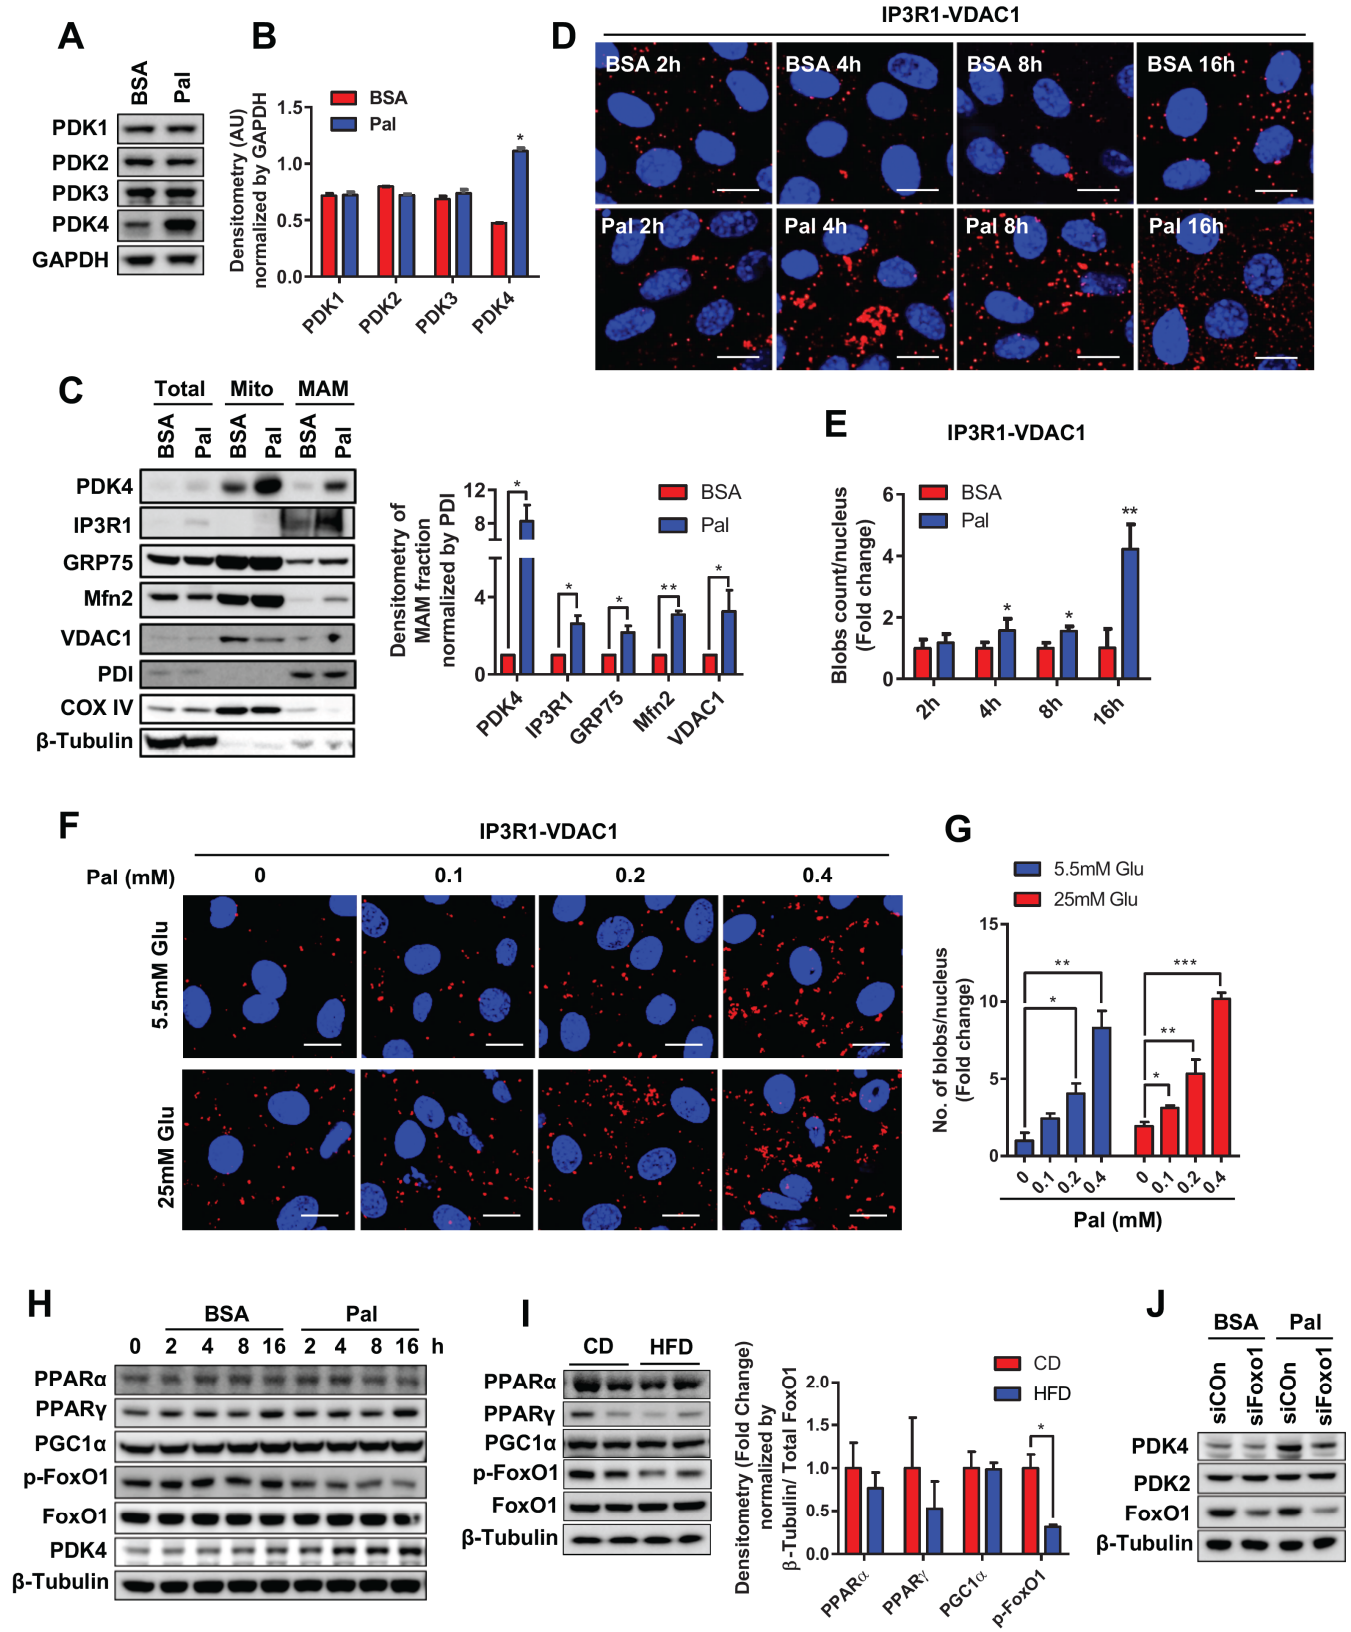 A
BSA
Pal
PDK1
PDK2
PDK3
PDK4
GAPDH
B
Densitometry (AU)
normalized by GAPDH
1.5
1.0
0.5
0.0
BSA
Pal
*
PDK1
PDK2
PDK3
PDK4
D
IP3R1-VDAC1
BSA 2h
BSA 4h
BSA 8h
BSA 16h
Pal 2h
Pal 4h
Pal 8h
Pal 16h
C
Total
Mito
MAM
BSA
Pal
BSA
Pal
BSA
Pal
PDK4
IP3R1
GRP75
Mfn2
VDAC1
PDI
COX IV
β-Tubulin
Densitometry of
MAM fraction
normalized by PDI
12
8
4
0
BSA
Pal
*
*
*
**
*
PDK4
IP3R1
GRP75
Mfn2
VDAC1
E
IP3R1-VDAC1
Blobs count/nucleus
(Fold change)
6
4
2
0
BSA
Pal
*
*
**
2h
4h
8h
16h
F
IP3R1-VDAC1
Pal (mM)
0
0.1
0.2
0.4
5.5mM Glu
25mM Glu
G
5.5mM Glu
25mM Glu
No. of blobs/nucleus
(Fold change)
15
10
5
0
**
*
***
**
*
0
0.1
0.2
0.4
0
0.1
0.2
0.4
Pal (mM)
H
BSA
Pal
0 2 4 8 16 2 4 8 16 h
PPARα
PPARγ
PGC1α
p-FoxO1
FoxO1
PDK4
β-Tubulin
I
CD
HFD
PPARα
PPARγ
PGC1α
p-FoxO1
FoxO1
β-Tubulin
Densitometry (Fold Change)
normalized by
β-Tubulin/ Total FoxO1
2.0
1.5
1.0
0.5
0.0
CD
HFD
*
PPARα
PPARγ
PGC1α
p-FoxO1
J
BSA
Pal
siCOn
siFoxo1
siCOn
siFoxo1
PDK4
PDK2
FoxO1
β-Tubulin